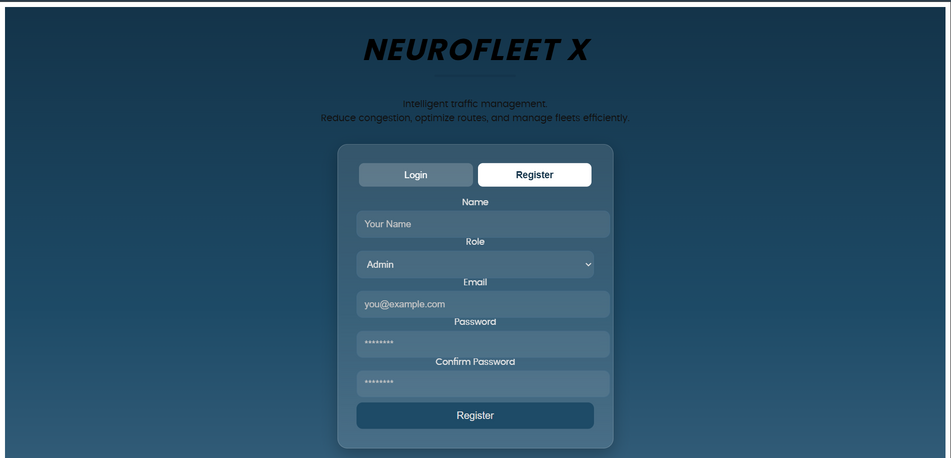 NEUROFLEET X
Intelligent traffic management.
Reduce congestion, optimize routes, and manage fleets efficiently.
Login
Register
Name
Your Name
Role
Admin
Email
you@example.com
Password
********
Confirm Password
********
Register